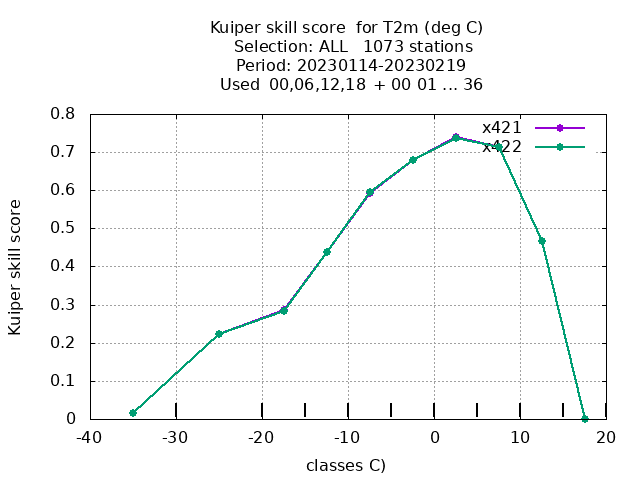 Kuiper skill score  for T2m (deg C)
Selection: ALL   1073 stations
Period: 20230114-20230219
Used  00,06,12,18  + 00 01 ... 36
x421
x422
Kuiper skill score
0.8
0.7
0.6
0.5
0.4
0.3
0.2
0.1
0
-40 -30 -20 -10 0 10 20
classes C)